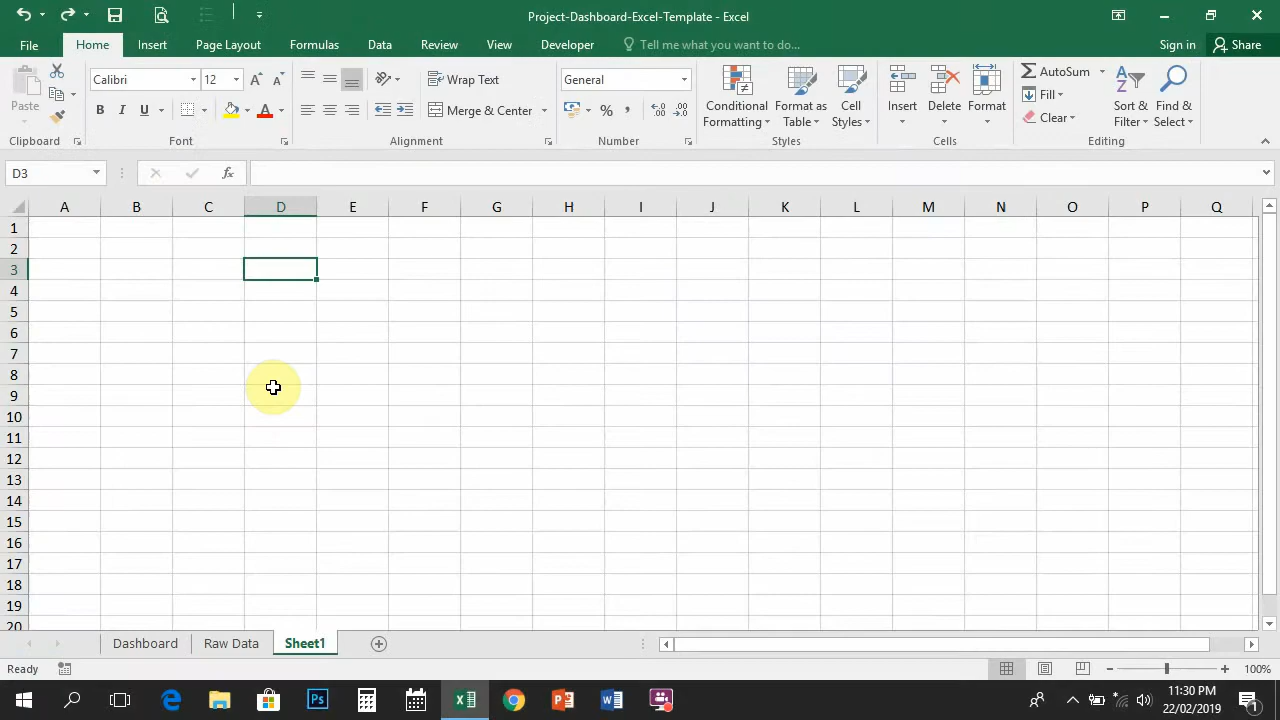 Project-Dashboard-Excel-Template - Excel
File Home Insert Page Layout Formulas Data Review View Developer Tell me what you want to do... Sign in Share
Paste
Calibri 12
B I U A
Wrap Text
Merge & Center
General
%
Conditional Formatting
Format as Table
Cell Styles
Insert Delete Format
AutoSum
Fill
Clear
Sort & Filter
Find & Select
Clipboard Font Alignment Number Styles Cells Editing
D3 fx
A B C D E F G H I J K L M N O P Q
1
2
3
4
5
6
7
8
9
10
11
12
13
14
15
16
17
18
19
20
Dashboard Raw Data Sheet1
Ready 100%
11:30 PM
22/02/2019